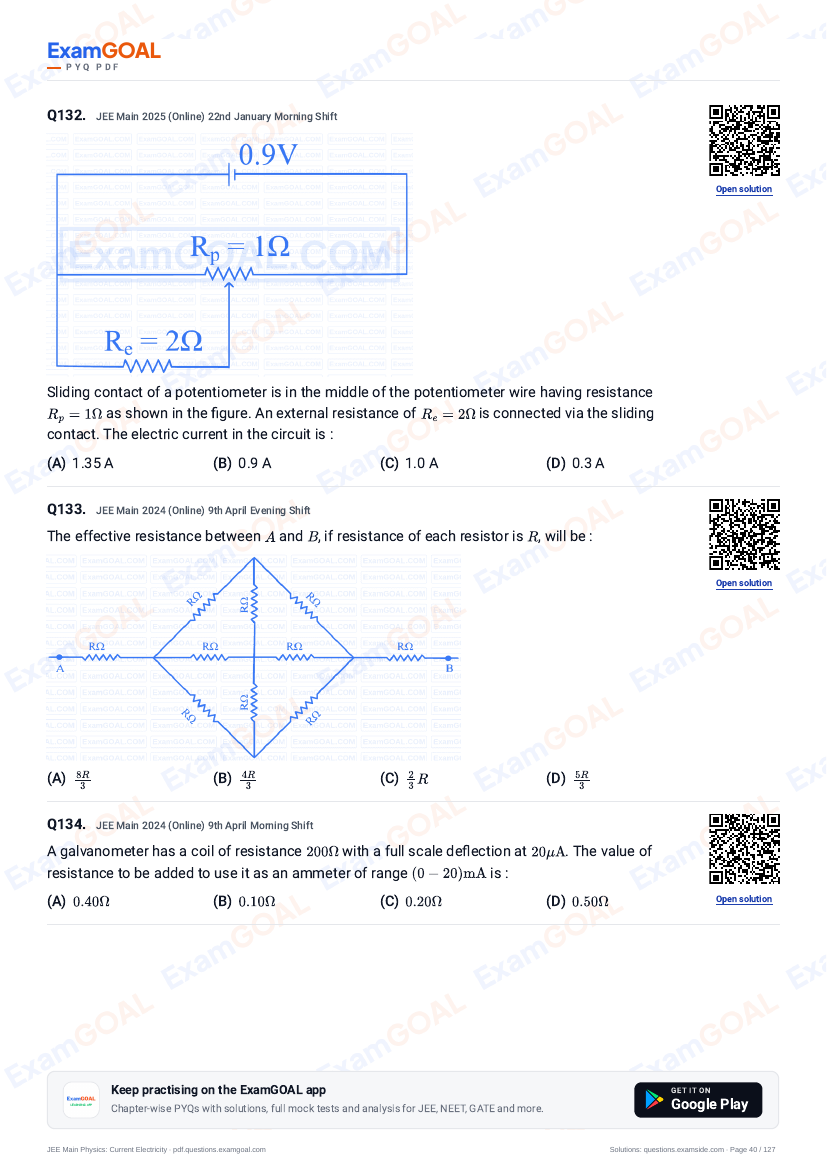 ExamGOAL
PYQ PDF
Q132. JEE Main 2025 (Online) 22nd January Morning Shift
Open solution
0.9V
ExamGOAL.COM
R_p = 1Ω
R_e = 2Ω
Sliding contact of a potentiometer is in the middle of the potentiometer wire having resistance
R_p = 1Ω as shown in the figure. An external resistance of R_e = 2Ω is connected via the sliding
contact. The electric current in the circuit is :
(A) 1.35 A (B) 0.9 A (C) 1.0 A (D) 0.3 A
Q133. JEE Main 2024 (Online) 9th April Evening Shift
Open solution
The effective resistance between A and B, if resistance of each resistor is R, will be :
RΩ RΩ RΩ
RΩ RΩ RΩ RΩ
A B
RΩ RΩ RΩ
(A) 8R/3 (B) 4R/3 (C) 2/3 R (D) 5R/3
Q134. JEE Main 2024 (Online) 9th April Morning Shift
Open solution
A galvanometer has a coil of resistance 200Ω with a full scale deflection at 20μA. The value of
resistance to be added to use it as an ammeter of range (0 − 20)mA is :
(A) 0.40Ω (B) 0.10Ω (C) 0.20Ω (D) 0.50Ω
ExamGOAL
Keep practising on the ExamGOAL app
Chapter-wise PYQs with solutions, full mock tests and analysis for JEE, NEET, GATE and more.
GET IT ON
Google Play
JEE Main Physics: Current Electricity · pdf.questions.examgoal.com
Solutions: questions.examside.com · Page 40 / 127